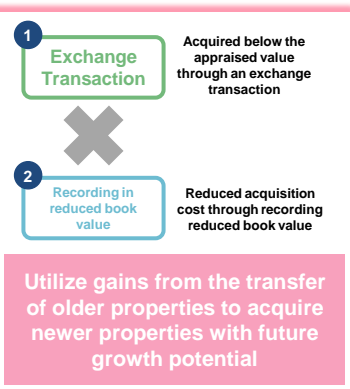 1
Exchange
Transaction
Acquired below the
appraised value
through an exchange
transaction
2
Recording in
reduced book
value
Reduced acquisition
cost through recording
reduced book value
Utilize gains from the transfer
of older properties to acquire
newer properties with future
growth potential